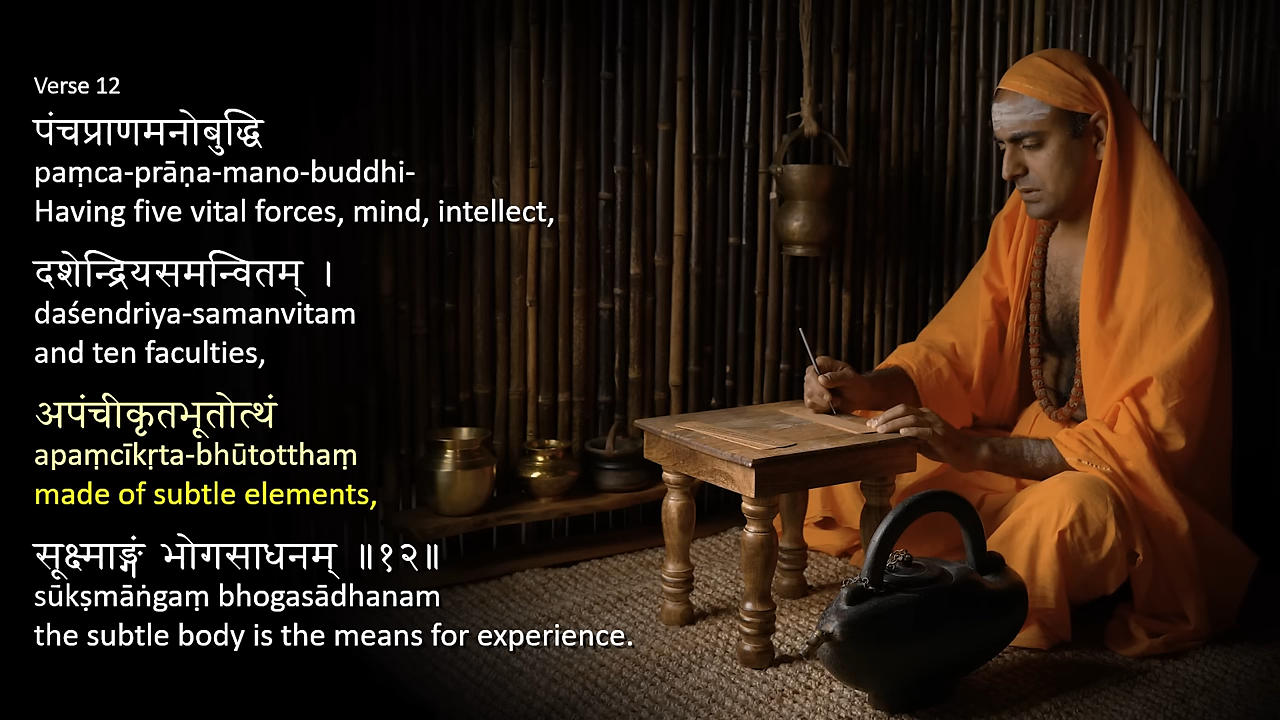 Verse 12
पंचप्राणमनोबुद्धि
paṃca-prāṇa-mano-buddhi-
Having five vital forces, mind, intellect,
दशेन्द्रियसमन्वितम् ।
daśendriya-samanvitam
and ten faculties,
अपंचीकृतभूतोत्थं
apaṃcīkṛta-bhūtotthaṃ
made of subtle elements,
सूक्ष्माङ्गं भोगसाधनम् ॥१२॥
sūkṣmāṅgaṃ bhogasādhanam
the subtle body is the means for experience.